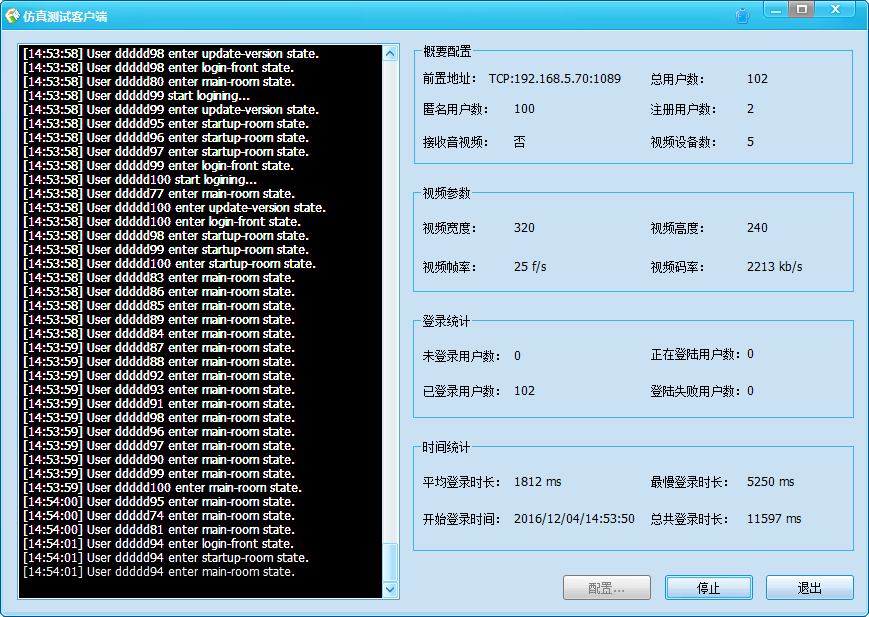 仿真测试客户端
[14:53:58] User ddddd98 enter update-version state.
[14:53:58] User ddddd98 enter login-front state.
[14:53:58] User ddddd80 enter main-room state.
[14:53:58] User ddddd99 start logining...
[14:53:58] User ddddd99 enter update-version state.
[14:53:58] User ddddd95 enter startup-room state.
[14:53:58] User ddddd96 enter startup-room state.
[14:53:58] User ddddd97 enter startup-room state.
[14:53:58] User ddddd99 enter login-front state.
[14:53:58] User ddddd100 start logining...
[14:53:58] User ddddd77 enter main-room state.
[14:53:58] User ddddd100 enter update-version state.
[14:53:58] User ddddd100 enter login-front state.
[14:53:58] User ddddd98 enter startup-room state.
[14:53:58] User ddddd99 enter startup-room state.
[14:53:58] User ddddd100 enter startup-room state.
[14:53:58] User ddddd83 enter main-room state.
[14:53:58] User ddddd86 enter main-room state.
[14:53:58] User ddddd85 enter main-room state.
[14:53:58] User ddddd89 enter main-room state.
[14:53:58] User ddddd84 enter main-room state.
[14:53:59] User ddddd87 enter main-room state.
[14:53:59] User ddddd88 enter main-room state.
[14:53:59] User ddddd92 enter main-room state.
[14:53:59] User ddddd93 enter main-room state.
[14:53:59] User ddddd91 enter main-room state.
[14:53:59] User ddddd98 enter main-room state.
[14:53:59] User ddddd96 enter main-room state.
[14:53:59] User ddddd97 enter main-room state.
[14:53:59] User ddddd90 enter main-room state.
[14:53:59] User ddddd99 enter main-room state.
[14:53:59] User ddddd100 enter main-room state.
[14:54:00] User ddddd95 enter main-room state.
[14:54:00] User ddddd74 enter main-room state.
[14:54:00] User ddddd81 enter main-room state.
[14:54:01] User ddddd94 enter login-front state.
[14:54:01] User ddddd94 enter startup-room state.
[14:54:01] User ddddd94 enter main-room state.
概要配置
前置地址： TCP:192.168.5.70:1089 总用户数： 102
匿名用户数： 100 注册用户数： 2
接收音视频： 否 视频设备数： 5
视频参数
视频宽度： 320 视频高度： 240
视频帧率： 25 f/s 视频码率： 2213 kb/s
登录统计
未登录用户数： 0 正在登陆用户数：0
已登录用户数： 102 登陆失败用户数：0
时间统计
平均登录时长： 1812 ms 最慢登录时长： 5250 ms
开始登录时间： 2016/12/04/14:53:50 总共登录时长： 11597 ms
配置... 停止 退出